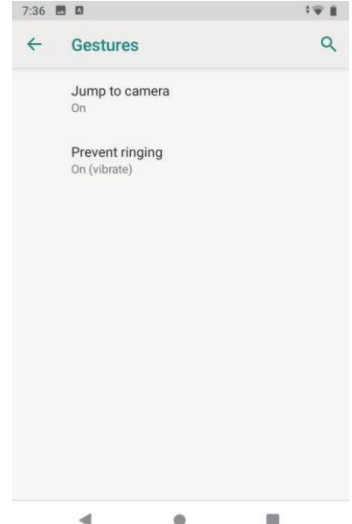 7:36
Gestures
Jump to camera
On
Prevent ringing
On (vibrate)